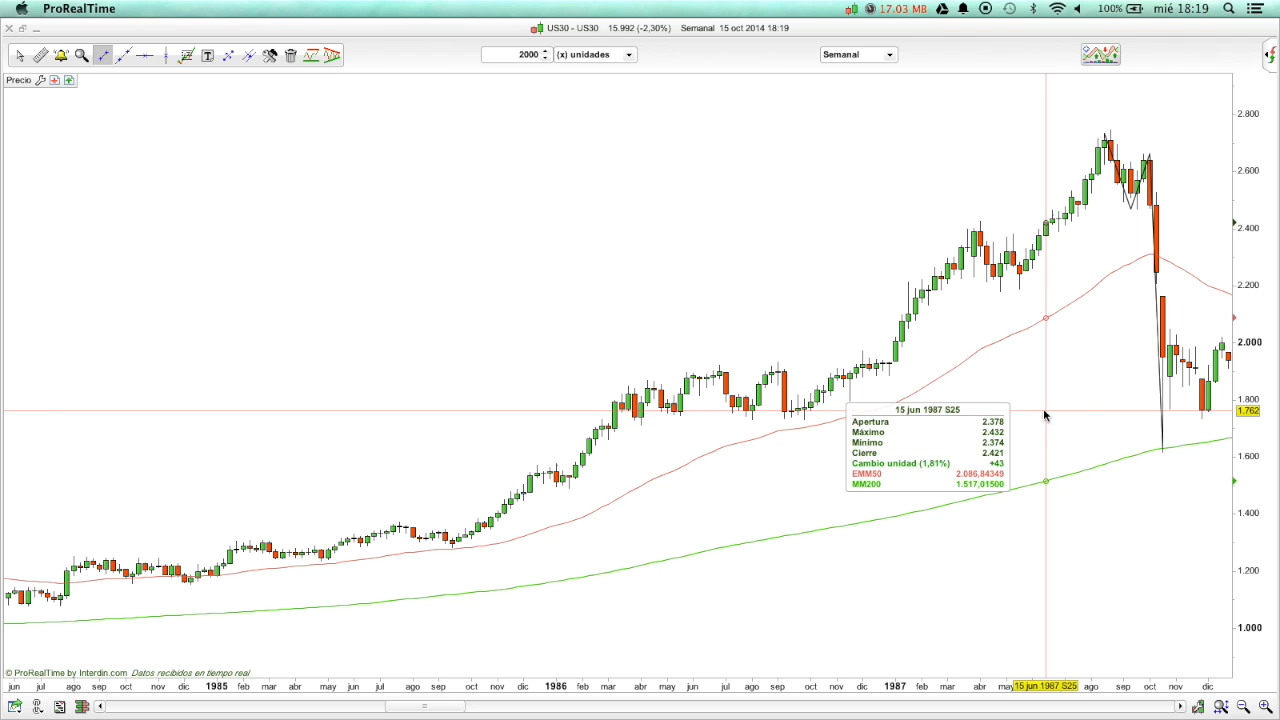 ProRealTime 17.03 MB 100% mié 18:19
US30 - US30 15.992 (-2,30%) Semanal 15 oct 2014 18:19
2000 (x) unidades Semanal
Precio
2.800
2.600
2.400
2.200
2.000
1.800
1.762
1.600
1.400
1.200
1.000
15 jun 1987 S25
Apertura 2.378
Máximo 2.432
Mínimo 2.374
Cierre 2.421
Cambio unidad (1,81%) +43
EMM50 2.086,84349
MM200 1.517,01500
© ProRealTime by Interdin.com Datos recibidos en tiempo real
jun jul ago sep oct nov dic 1985 feb mar abr may jun jul ago sep oct nov dic 1986 feb mar abr may jun jul ago sep oct nov dic 1987 feb mar abr may 15 jun 1987 S25 ago sep oct nov dic